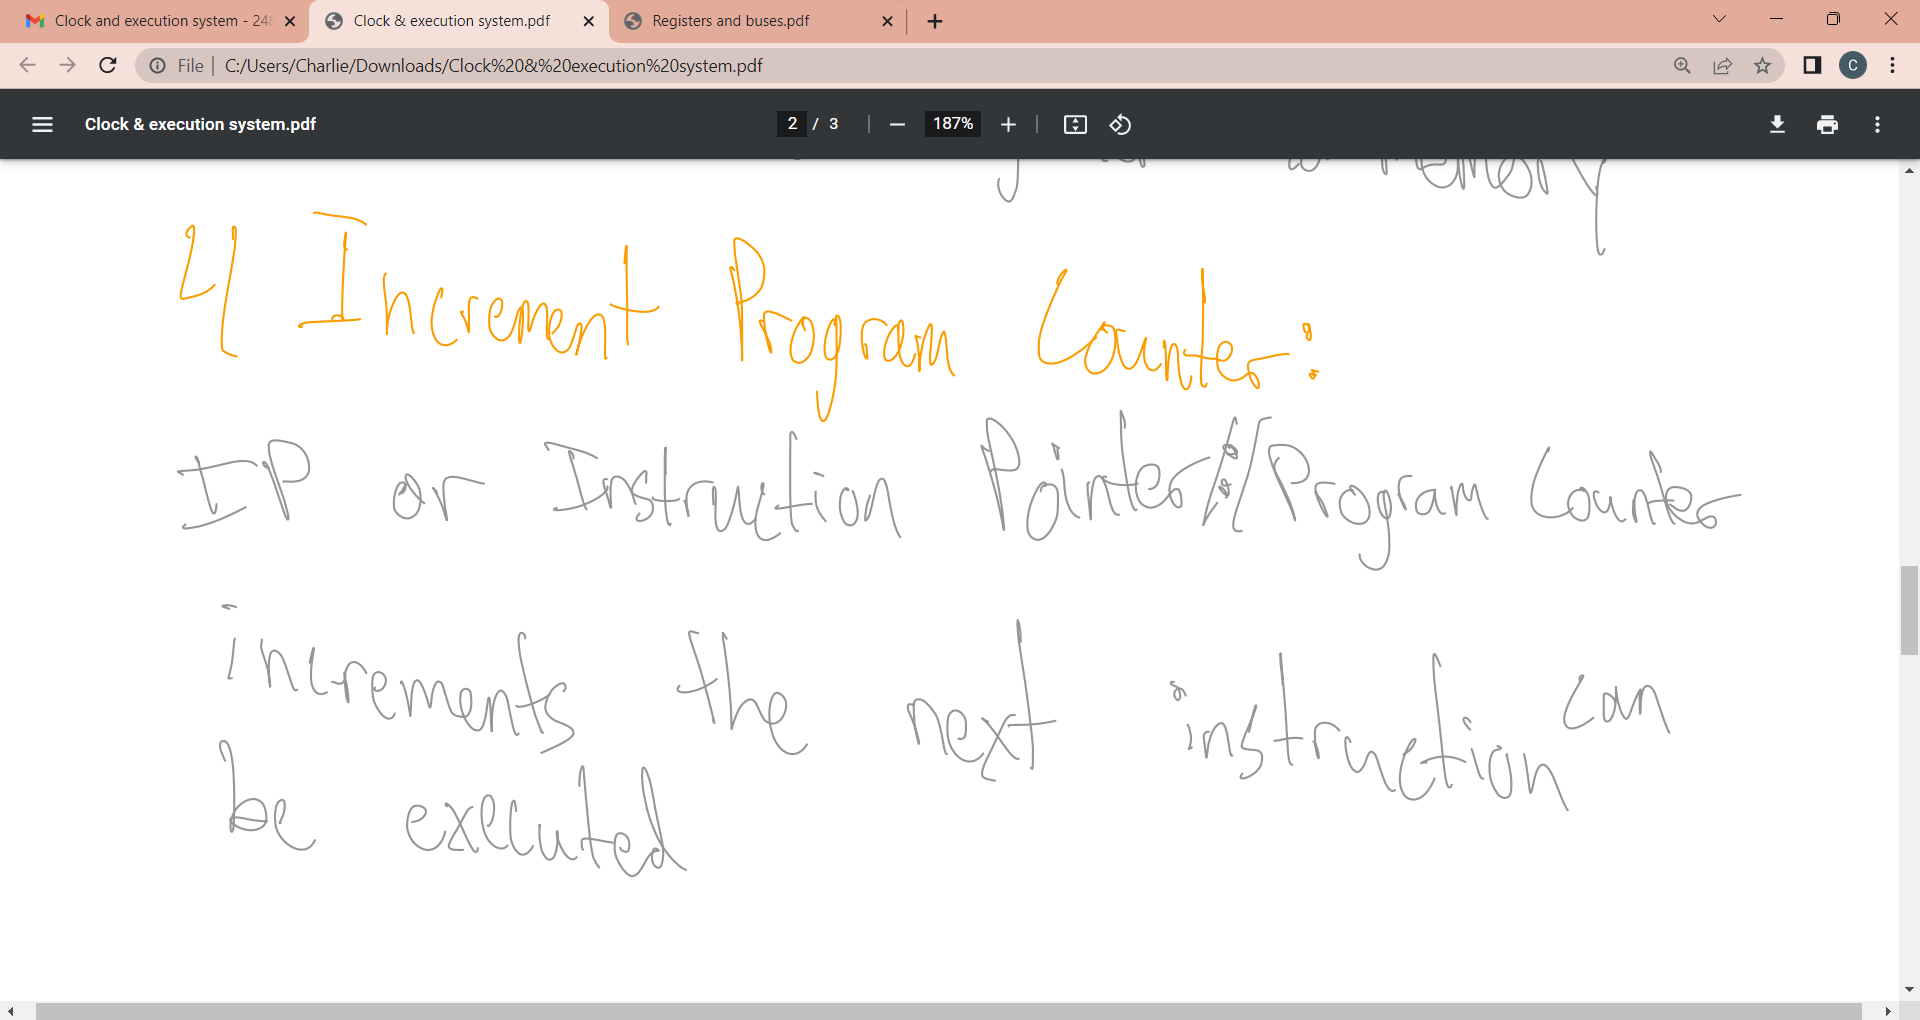 Clock and execution system - 248
Clock & execution system.pdf
Registers and buses.pdf
File
C:/Users/Charlie/Downloads/Clock%20&%20execution%20system.pdf
C
Clock & execution system.pdf
2 / 3
187%
memory
4 Increment Program Counter:
IP or Instruction Pointer/Program Counter
increments the next instruction can
be executed